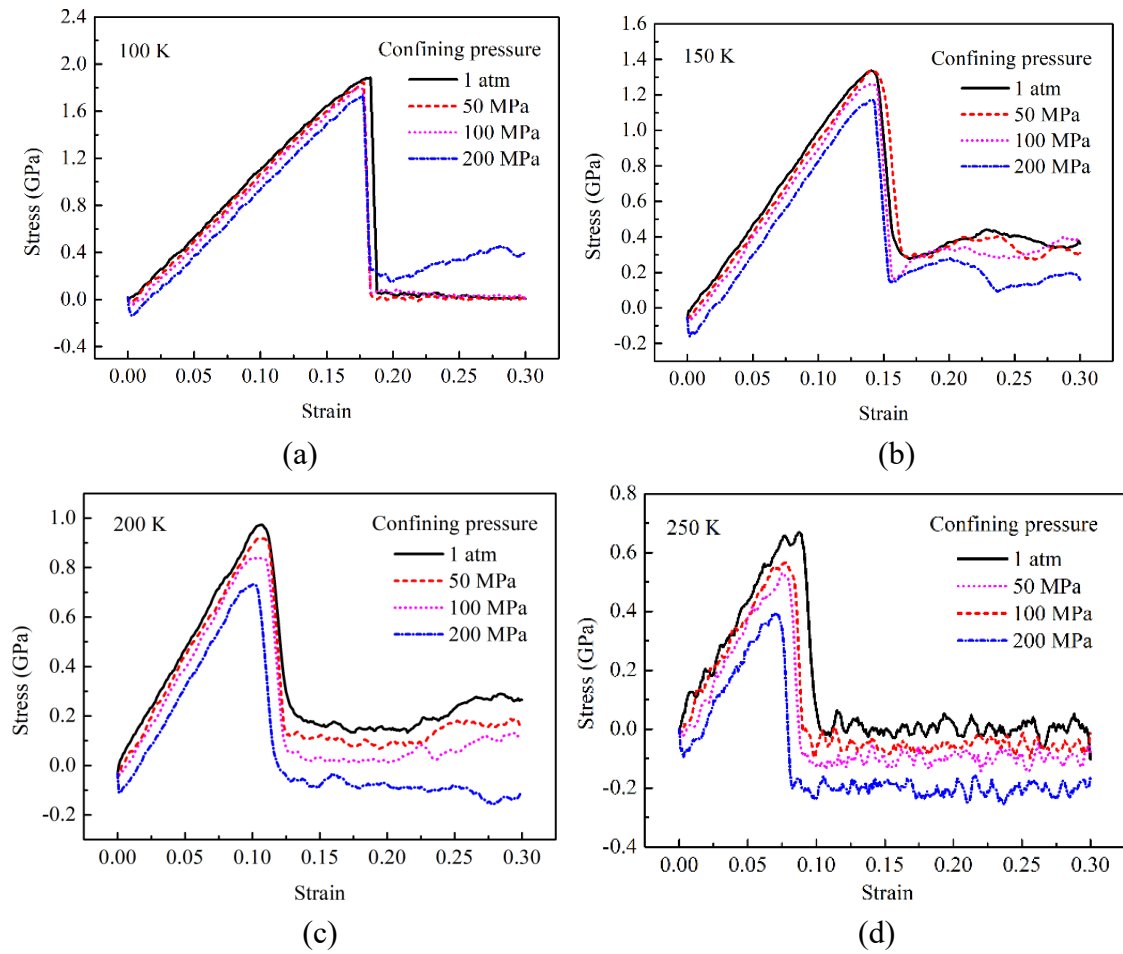 100 K
Confining pressure
1 atm
50 MPa
100 MPa
200 MPa
2.4
2.0
1.6
1.2
0.8
0.4
0.0
-0.4
Stress (GPa)
0.00 0.05 0.10 0.15 0.20 0.25 0.30
Strain
(a)
150 K
Confining pressure
1 atm
50 MPa
100 MPa
200 MPa
1.6
1.4
1.2
1.0
0.8
0.6
0.4
0.2
0.0
-0.2
Stress (GPa)
0.00 0.05 0.10 0.15 0.20 0.25 0.30
Strain
(b)
200 K
Confining pressure
1 atm
50 MPa
100 MPa
200 MPa
1.0
0.8
0.6
0.4
0.2
0.0
-0.2
Stress (GPa)
0.00 0.05 0.10 0.15 0.20 0.25 0.30
Strain
(c)
250 K
Confining pressure
1 atm
50 MPa
100 MPa
200 MPa
0.8
0.6
0.4
0.2
0.0
-0.2
-0.4
Stress (GPa)
0.00 0.05 0.10 0.15 0.20 0.25 0.30
Strain
(d)